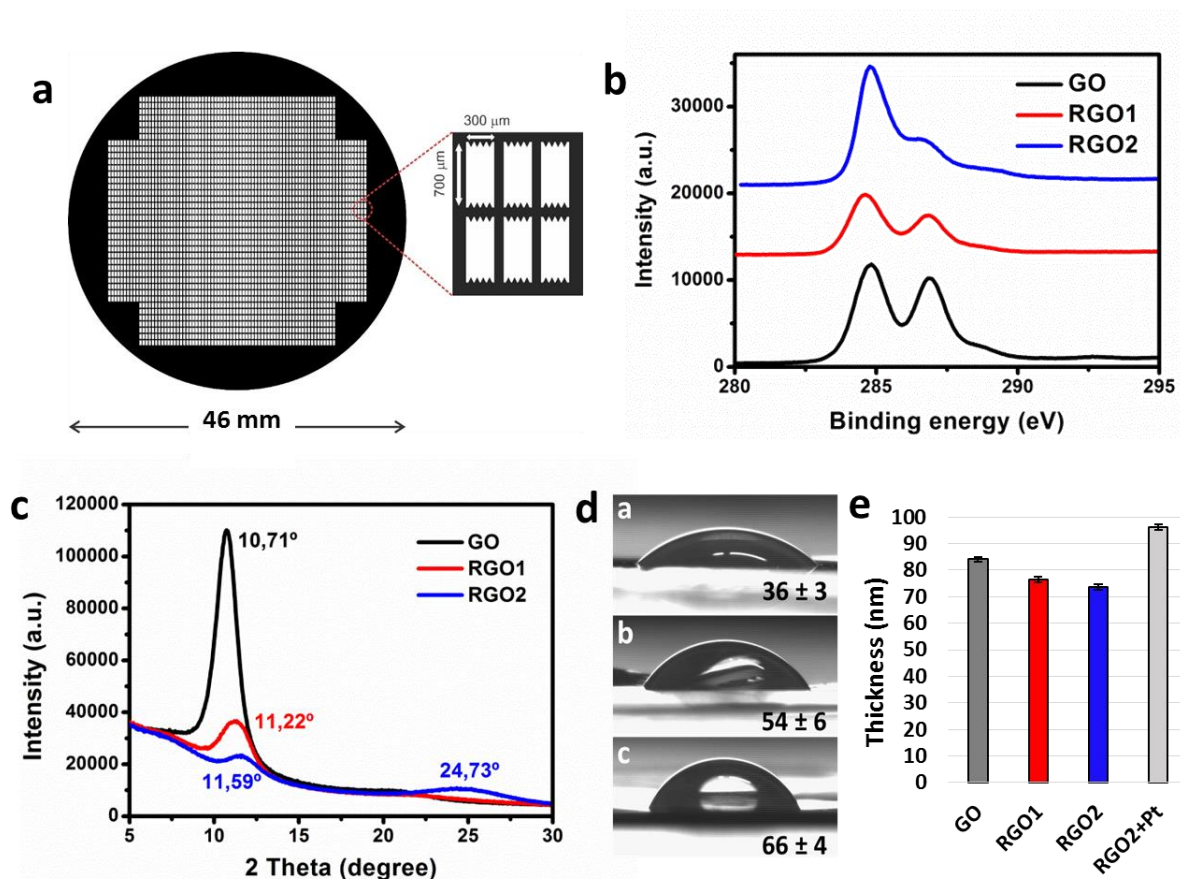 a
300 µm
700 µm
46 mm
b
GO
RGO1
RGO2
Intensity (a.u.)
30000
20000
10000
0
280
285
290
295
Binding energy (eV)
c
GO
RGO1
RGO2
10,71º
11,22º
11,59º
24,73º
Intensity (a.u.)
120000
100000
80000
60000
40000
20000
0
5
10
15
20
25
30
2 Theta (degree)
d
a
36 ± 3
b
54 ± 6
c
66 ± 4
e
Thickness (nm)
100
90
80
70
60
50
40
30
20
10
0
GO
RGO1
RGO2
RGO2+Pt